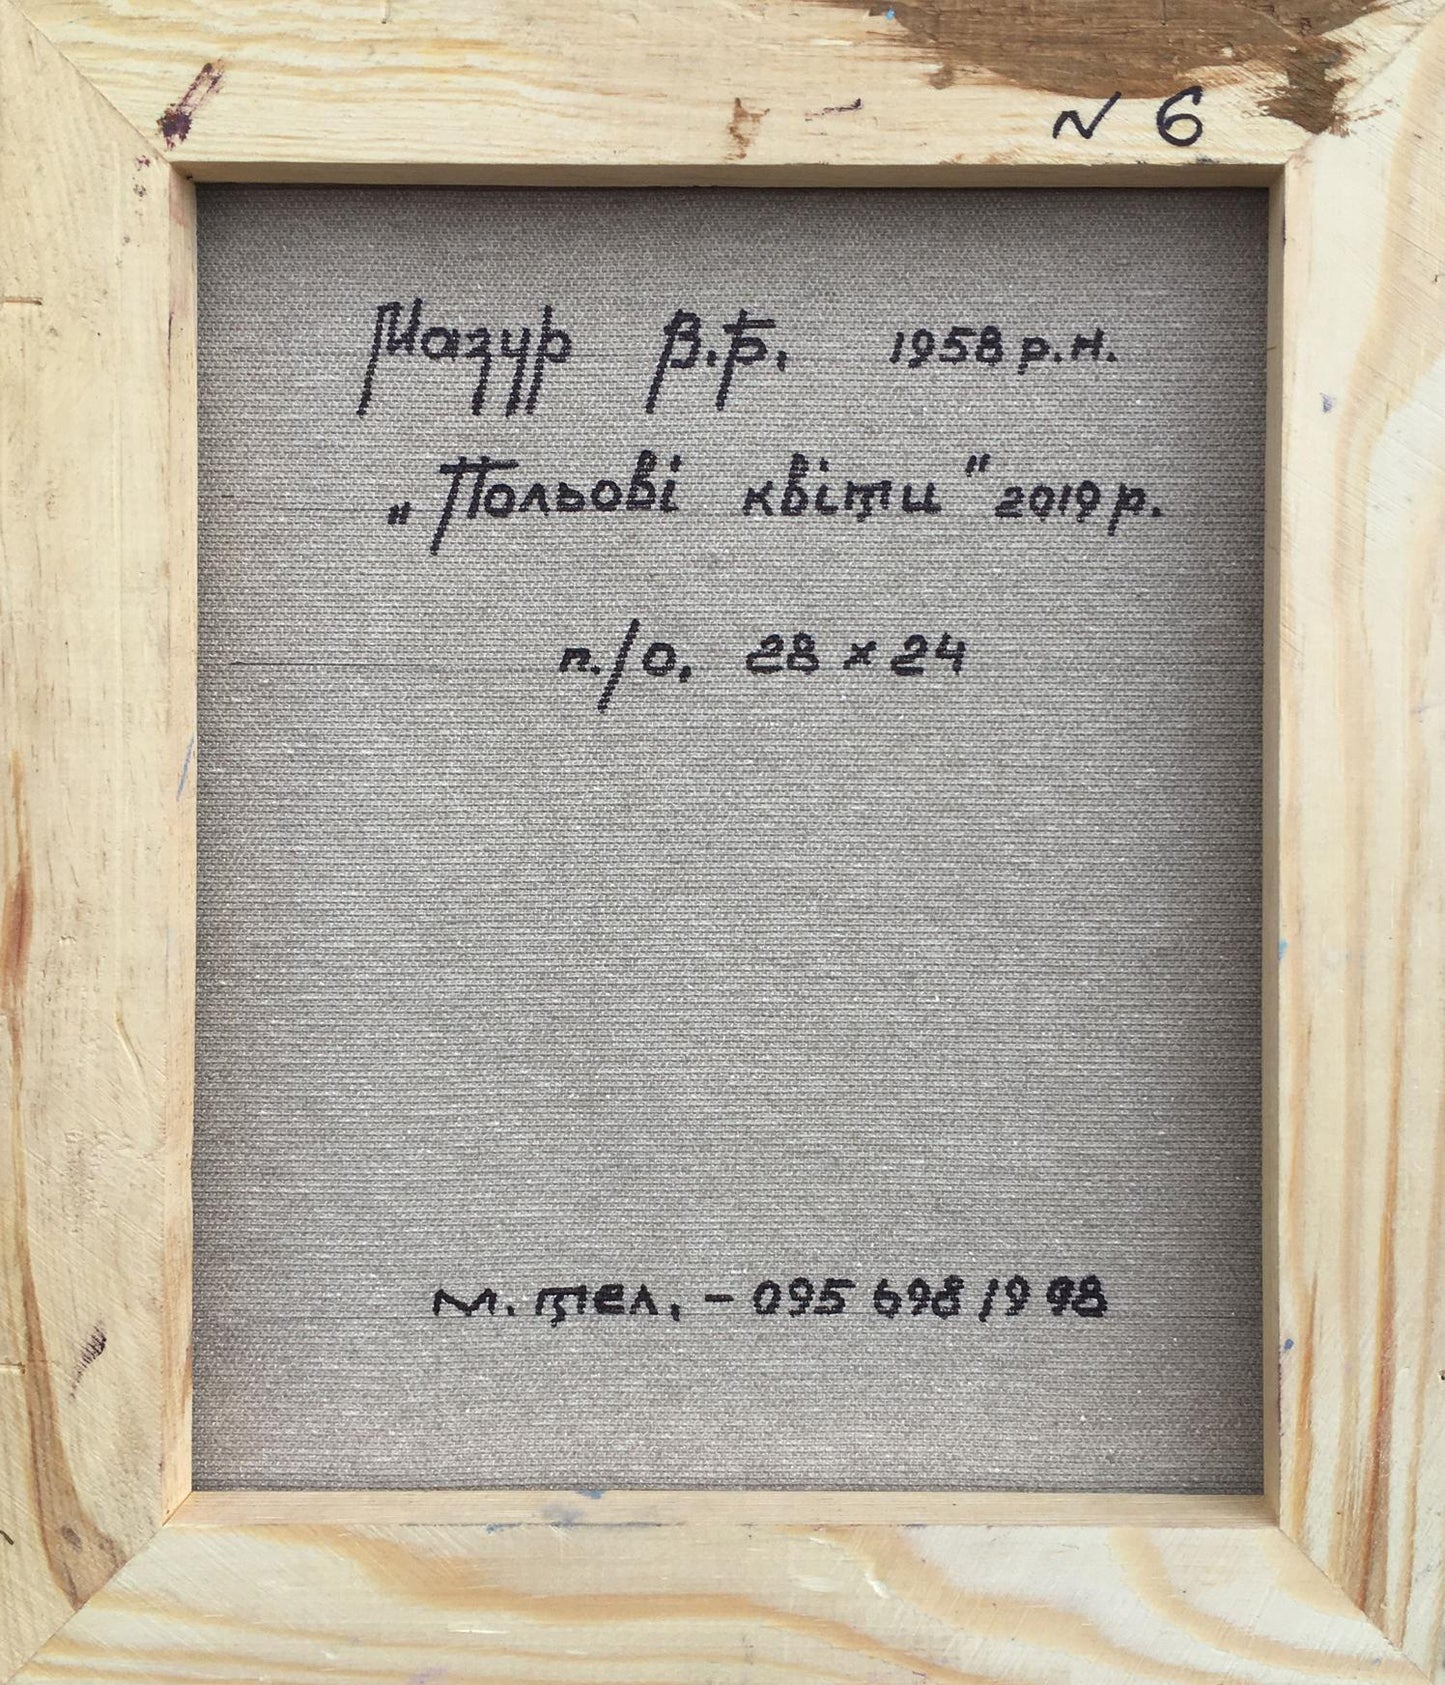 N 6
Мазур В.Б. 1958 р.н.
„Польові квіти" 2019 р.
п./о. 28 x 24
м. тел. - 095 698 19 98